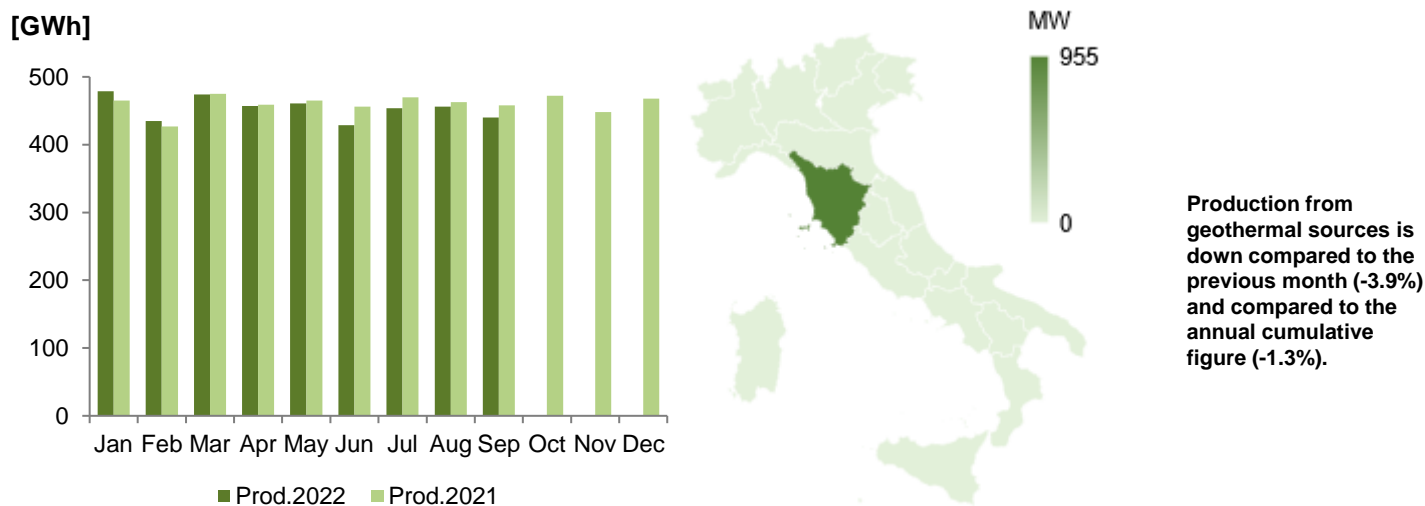 [GWh]
500
400
300
200
100
0
Jan Feb Mar Apr May Jun Jul Aug Sep Oct Nov Dec
Prod.2022 Prod.2021
MW
955
0
Production from
geothermal sources is
down compared to the
previous month (-3.9%)
and compared to the
annual cumulative
figure (-1.3%).